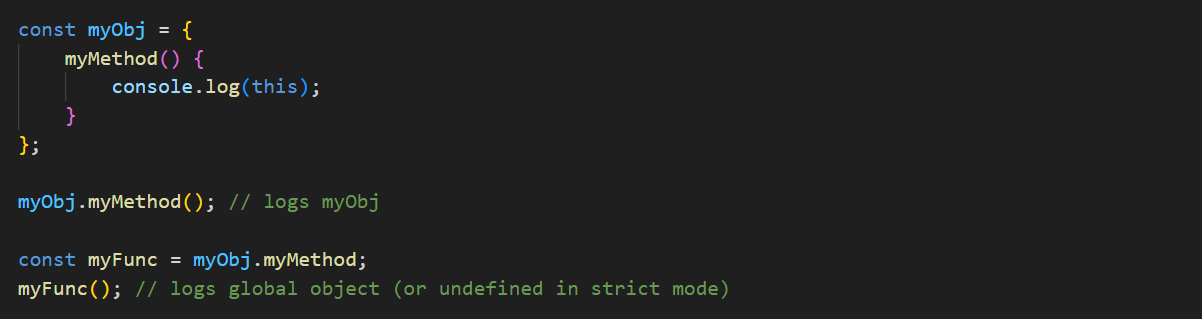 const myObj = {
    myMethod() {
        console.log(this);
    }
};

myObj.myMethod(); // logs myObj

const myFunc = myObj.myMethod;
myFunc(); // logs global object (or undefined in strict mode)